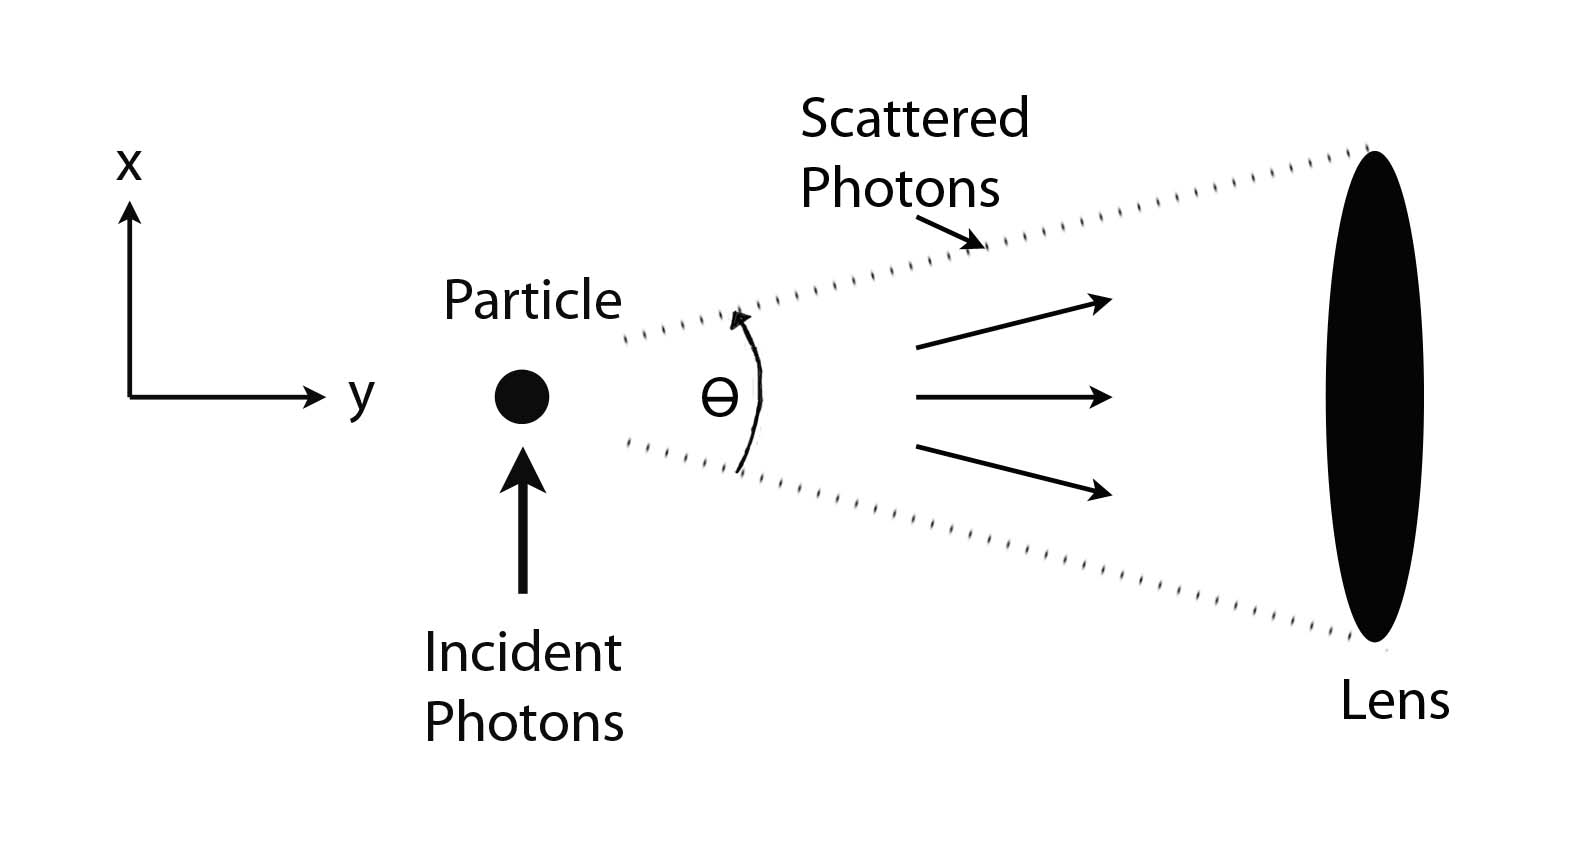 Scattered
Photons
x
Particle
y
ϴ
Incident
Photons
Lens